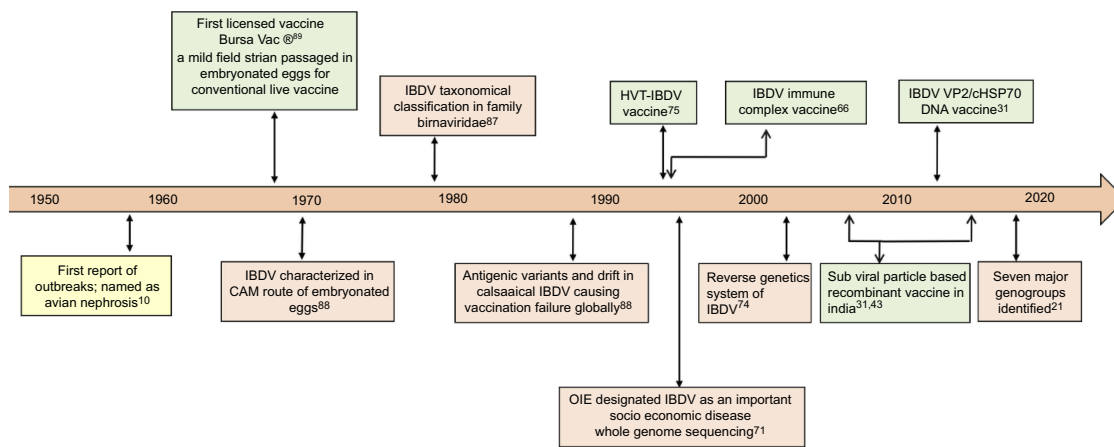 First licensed vaccine
Bursa Vac ®89
a mild field strian passaged in
embryonated eggs for
conventional live vaccine
IBDV taxonomical
classification in family
birnaviridae87
HVT-IBDV
vaccine75
IBDV immune
complex vaccine66
IBDV VP2/cHSP70
DNA vaccine31
1950 1960 1970 1980 1990 2000 2010 2020
First report of
outbreaks; named as
avian nephrosis10
IBDV characterized in
CAM route of embryonated
eggs88
Antigenic variants and drift in
calsaaical IBDV causing
vaccination failure globally88
Reverse genetics
system of
IBDV74
Sub viral particle based
recombinant vaccine in
india31,43
Seven major
genogroups
identified21
OIE designated IBDV as an important
socio economic disease
whole genome sequencing71